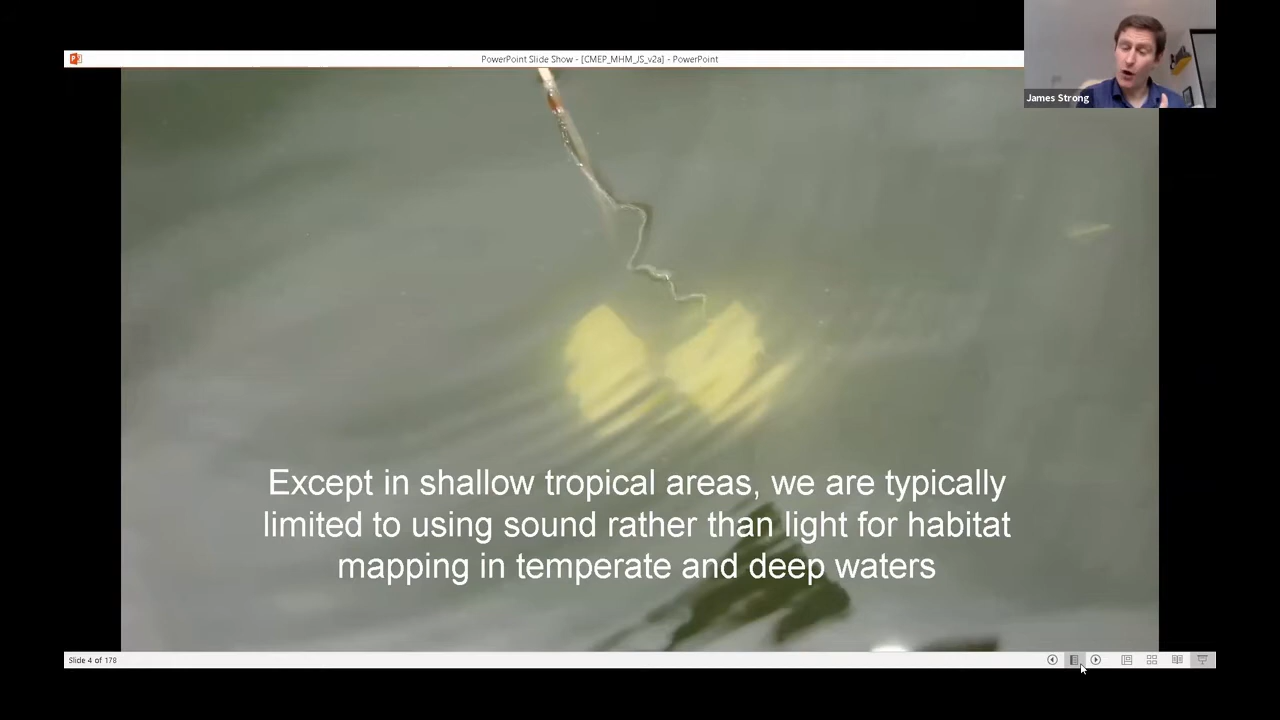 PowerPoint Slide Show - [CMEP_MHM_JS_v2a] - PowerPoint
James Strong
Except in shallow tropical areas, we are typically
limited to using sound rather than light for habitat
mapping in temperate and deep waters
Slide 4 of 178